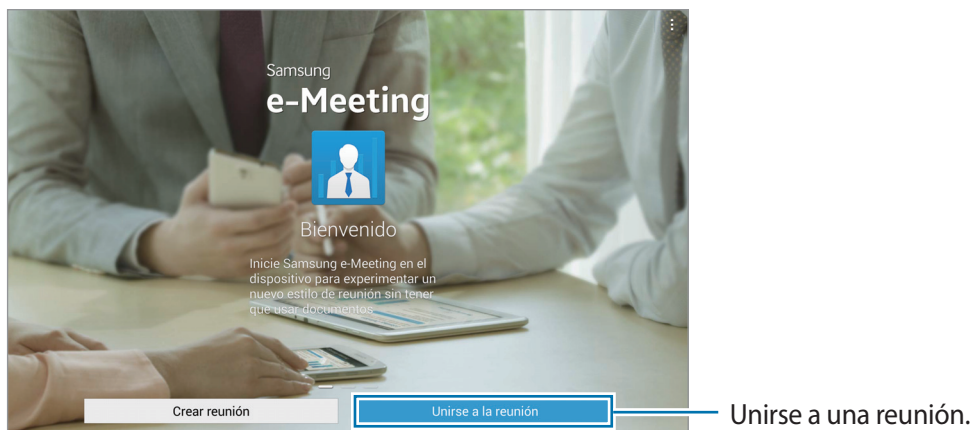 Samsung
e-Meeting
Bienvenido
Inicie Samsung e-Meeting en el
dispositivo para experimentar un
nuevo estilo de reunión sin tener
que usar documentos
Crear reunión
Unirse a la reunión
Unirse a una reunión.